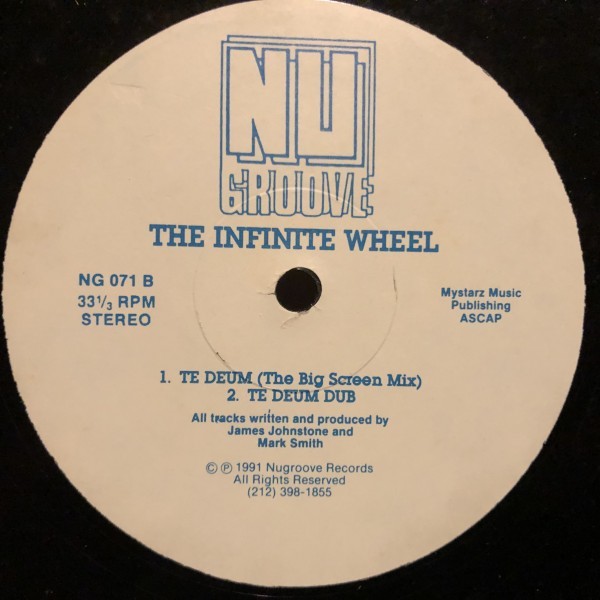 NU
GROOVE
THE INFINITE WHEEL
NG 071 B
33 1/3 RPM
STEREO
Mystarz Music
Publishing
ASCAP
1. TE DEUM (The Big Screen Mix)
2. TE DEUM DUB
All tracks written and produced by
James Johnstone and
Mark Smith
© ℗ 1991 Nugroove Records
All Rights Reserved
(212) 398-1855